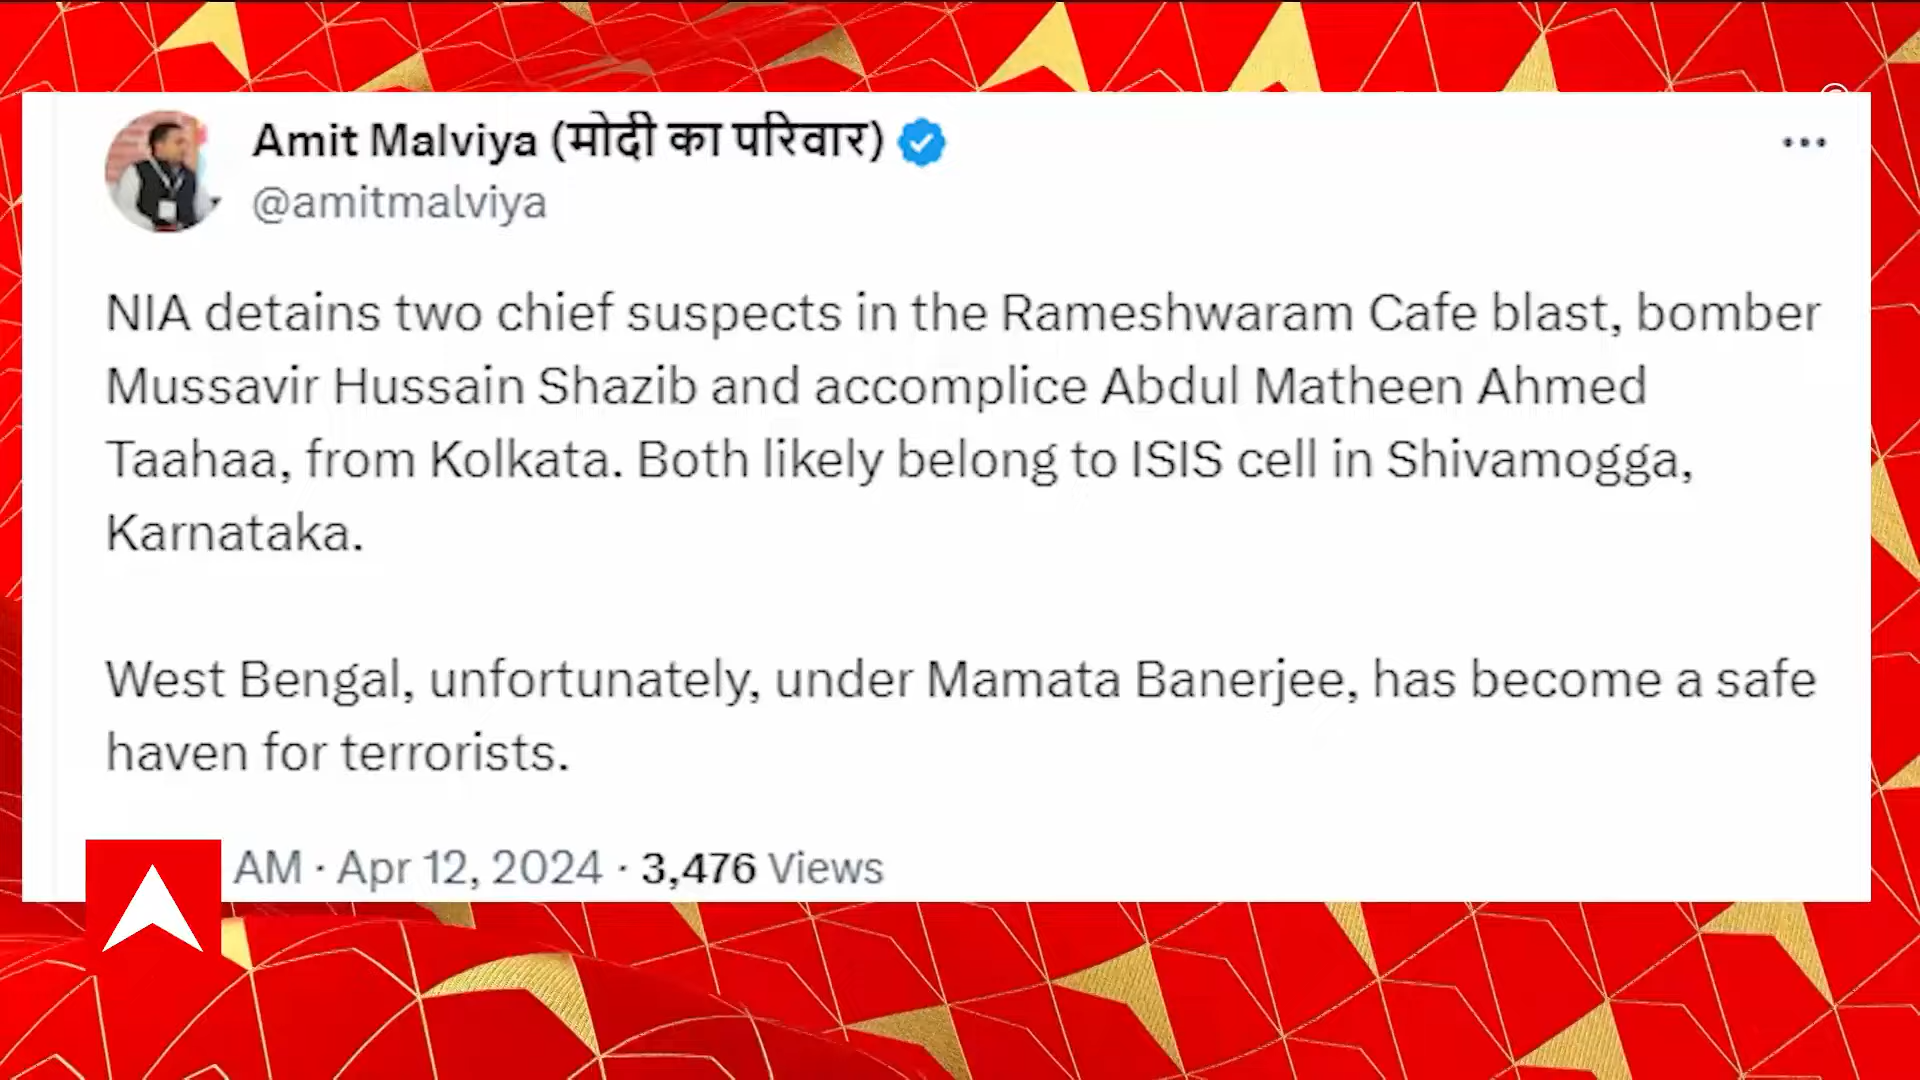 Amit Malviya (मोदी का परिवार)
@amitmalviya
NIA detains two chief suspects in the Rameshwaram Cafe blast, bomber
Mussavir Hussain Shazib and accomplice Abdul Matheen Ahmed
Taahaa, from Kolkata. Both likely belong to ISIS cell in Shivamogga,
Karnataka.
West Bengal, unfortunately, under Mamata Banerjee, has become a safe
haven for terrorists.
AM · Apr 12, 2024 · 3,476 Views